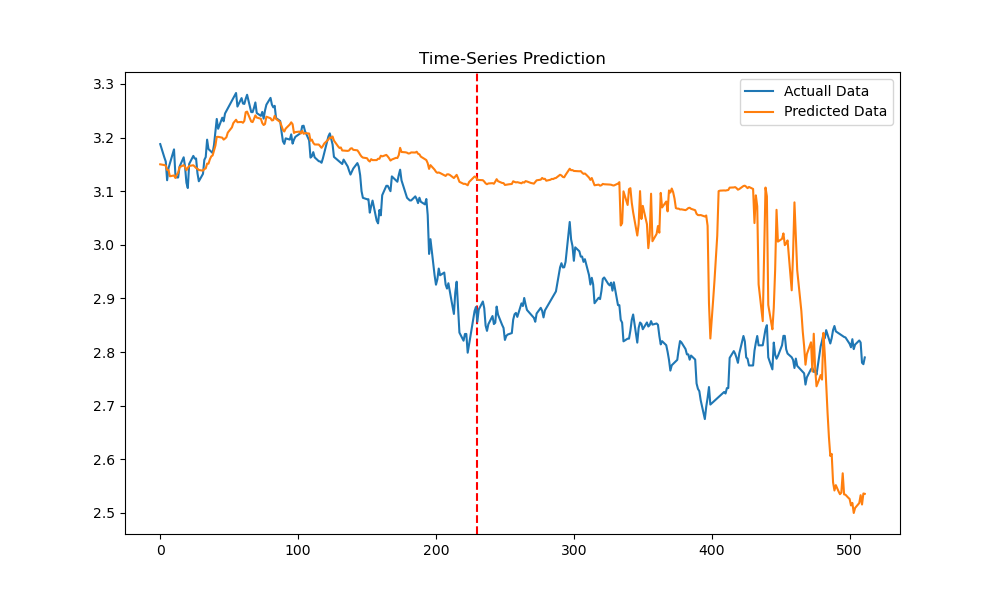 Time-Series Prediction
Actuall Data
Predicted Data
3.3
3.2
3.1
3.0
2.9
2.8
2.7
2.6
2.5
0 100 200 300 400 500